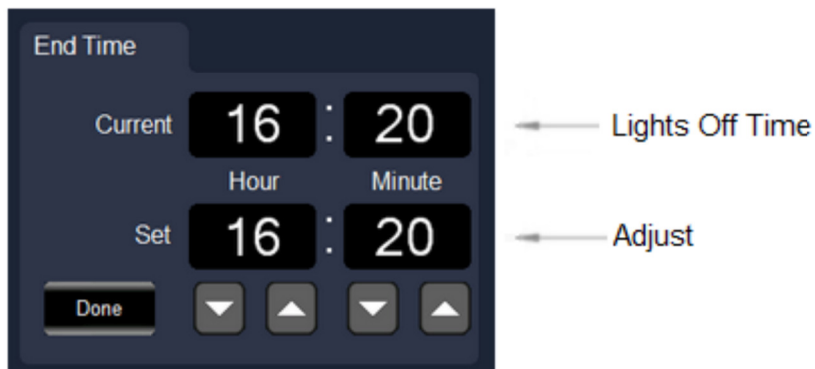 End Time
Current 16 : 20 Lights Off Time
Hour Minute
Set 16 : 20 Adjust
Done